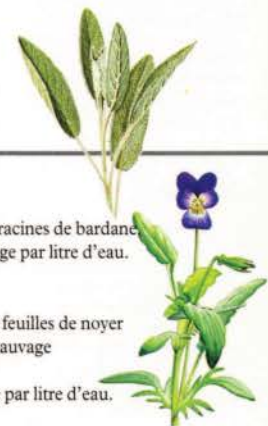 racines de bardane,
ge par litre d'eau.
feuilles de noyer
auvage
par litre d'eau.